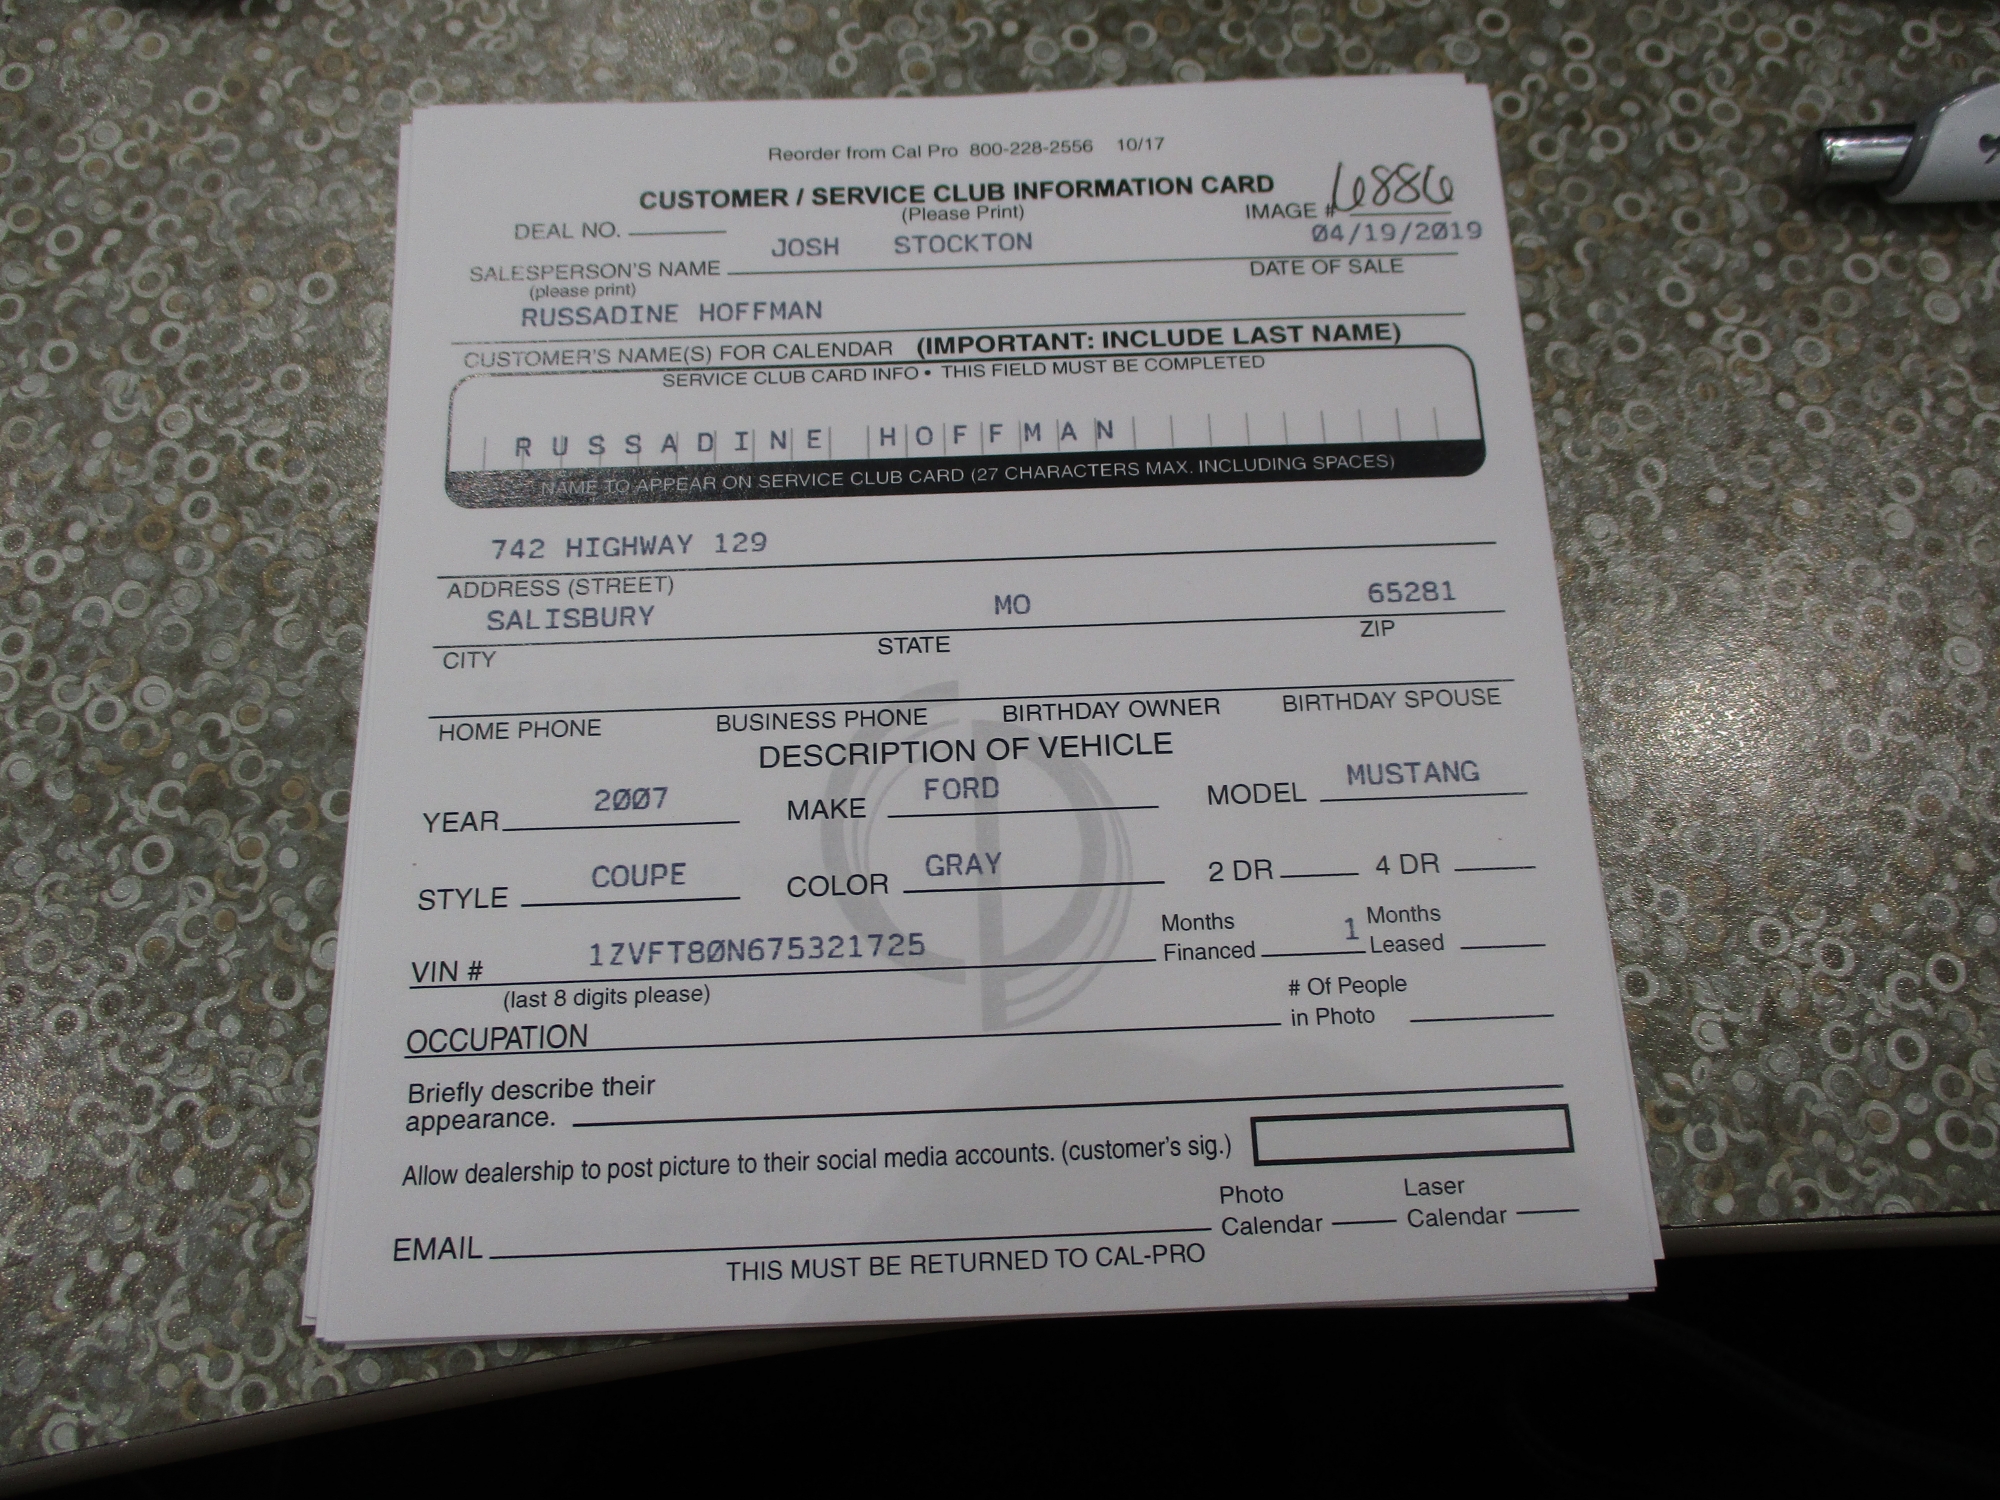 Reorder from Cal Pro 800-228-2556 10/17
CUSTOMER / SERVICE CLUB INFORMATION CARD
(Please Print)
IMAGE # 6886
DEAL NO.
JOSH STOCKTON 04/19/2019
SALESPERSON'S NAME DATE OF SALE
(please print)
RUSSADINE HOFFMAN
CUSTOMER'S NAME(S) FOR CALENDAR (IMPORTANT: INCLUDE LAST NAME)
SERVICE CLUB CARD INFO • THIS FIELD MUST BE COMPLETED
RUSSADINE HOFFMAN
NAME TO APPEAR ON SERVICE CLUB CARD (27 CHARACTERS MAX. INCLUDING SPACES)
742 HIGHWAY 129
ADDRESS (STREET)
SALISBURY MO 65281
CITY STATE ZIP
HOME PHONE BUSINESS PHONE BIRTHDAY OWNER BIRTHDAY SPOUSE
DESCRIPTION OF VEHICLE
YEAR 2007 MAKE FORD MODEL MUSTANG
STYLE COUPE COLOR GRAY 2 DR 4 DR
VIN # 1ZVFT80N675321725 Months Financed 1 Months Leased
(last 8 digits please)
OCCUPATION # Of People in Photo
Briefly describe their
appearance.
Allow dealership to post picture to their social media accounts. (customer's sig.)
EMAIL Photo Calendar Laser Calendar
THIS MUST BE RETURNED TO CAL-PRO